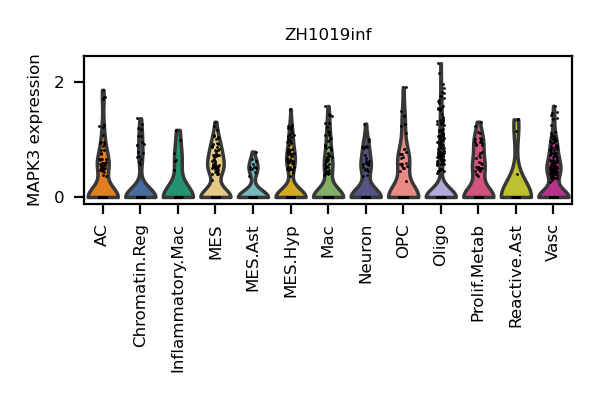 ZH1019inf
MAPK3 expression
2
0
AC
Chromatin.Reg
Inflammatory.Mac
MES
MES.Ast
MES.Hyp
Mac
Neuron
OPC
Oligo
Prolif.Metab
Reactive.Ast
Vasc